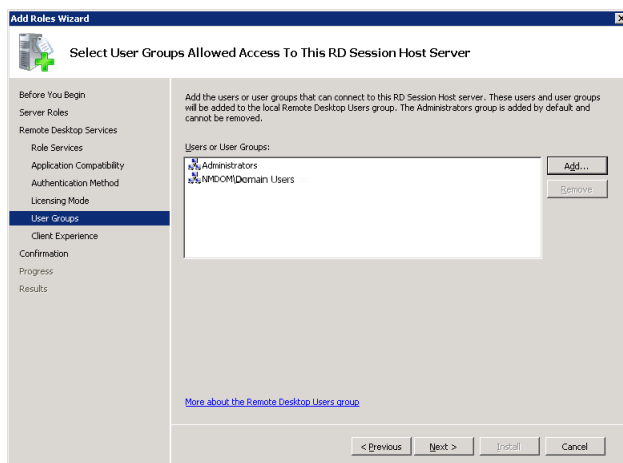 Add Roles Wizard
Select User Groups Allowed Access To This RD Session Host Server
Before You Begin
Server Roles
Remote Desktop Services
Role Services
Application Compatibility
Authentication Method
Licensing Mode
User Groups
Client Experience
Confirmation
Progress
Results
Add the users or user groups that can connect to this RD Session Host server. These users and user groups
will be added to the local Remote Desktop Users group. The Administrators group is added by default and
cannot be removed.
Users or User Groups:
Administrators
NMDOM\Domain Users
Add...
Remove
More about the Remote Desktop Users group
< Previous
Next >
Install
Cancel